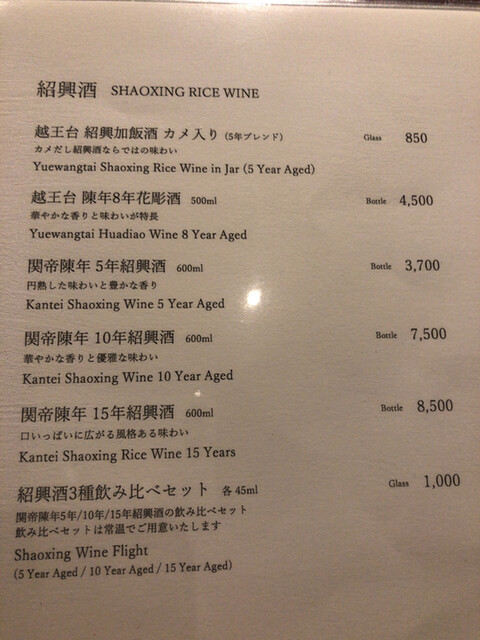 紹興酒 SHAOXING RICE WINE
越王台 紹興加飯酒 カメ入り (5年ブレンド) Glass 850
カメだし紹興酒ならではの味わい
Yuewangtai Shaoxing Rice Wine in Jar (5 Year Aged)
越王台 陳年8年花彫酒 500ml Bottle 4,500
華やかな香りと味わいが特長
Yuewangtai Huadiao Wine 8 Year Aged
関帝陳年 5年紹興酒 600ml Bottle 3,700
円熟した味わいと豊かな香り
Kantei Shaoxing Wine 5 Year Aged
関帝陳年 10年紹興酒 600ml Bottle 7,500
華やかな香りと優雅な味わい
Kantei Shaoxing Wine 10 Year Aged
関帝陳年 15年紹興酒 600ml Bottle 8,500
口いっぱいに広がる風格ある味わい
Kantei Shaoxing Rice Wine 15 Years
紹興酒3種飲み比べセット 各 45ml Glass 1,000
関帝陳年5年/10年/15年紹興酒の飲み比べセット
飲み比べセットは常温でご用意いたします
Shaoxing Wine Flight
(5 Year Aged / 10 Year Aged / 15 Year Aged)